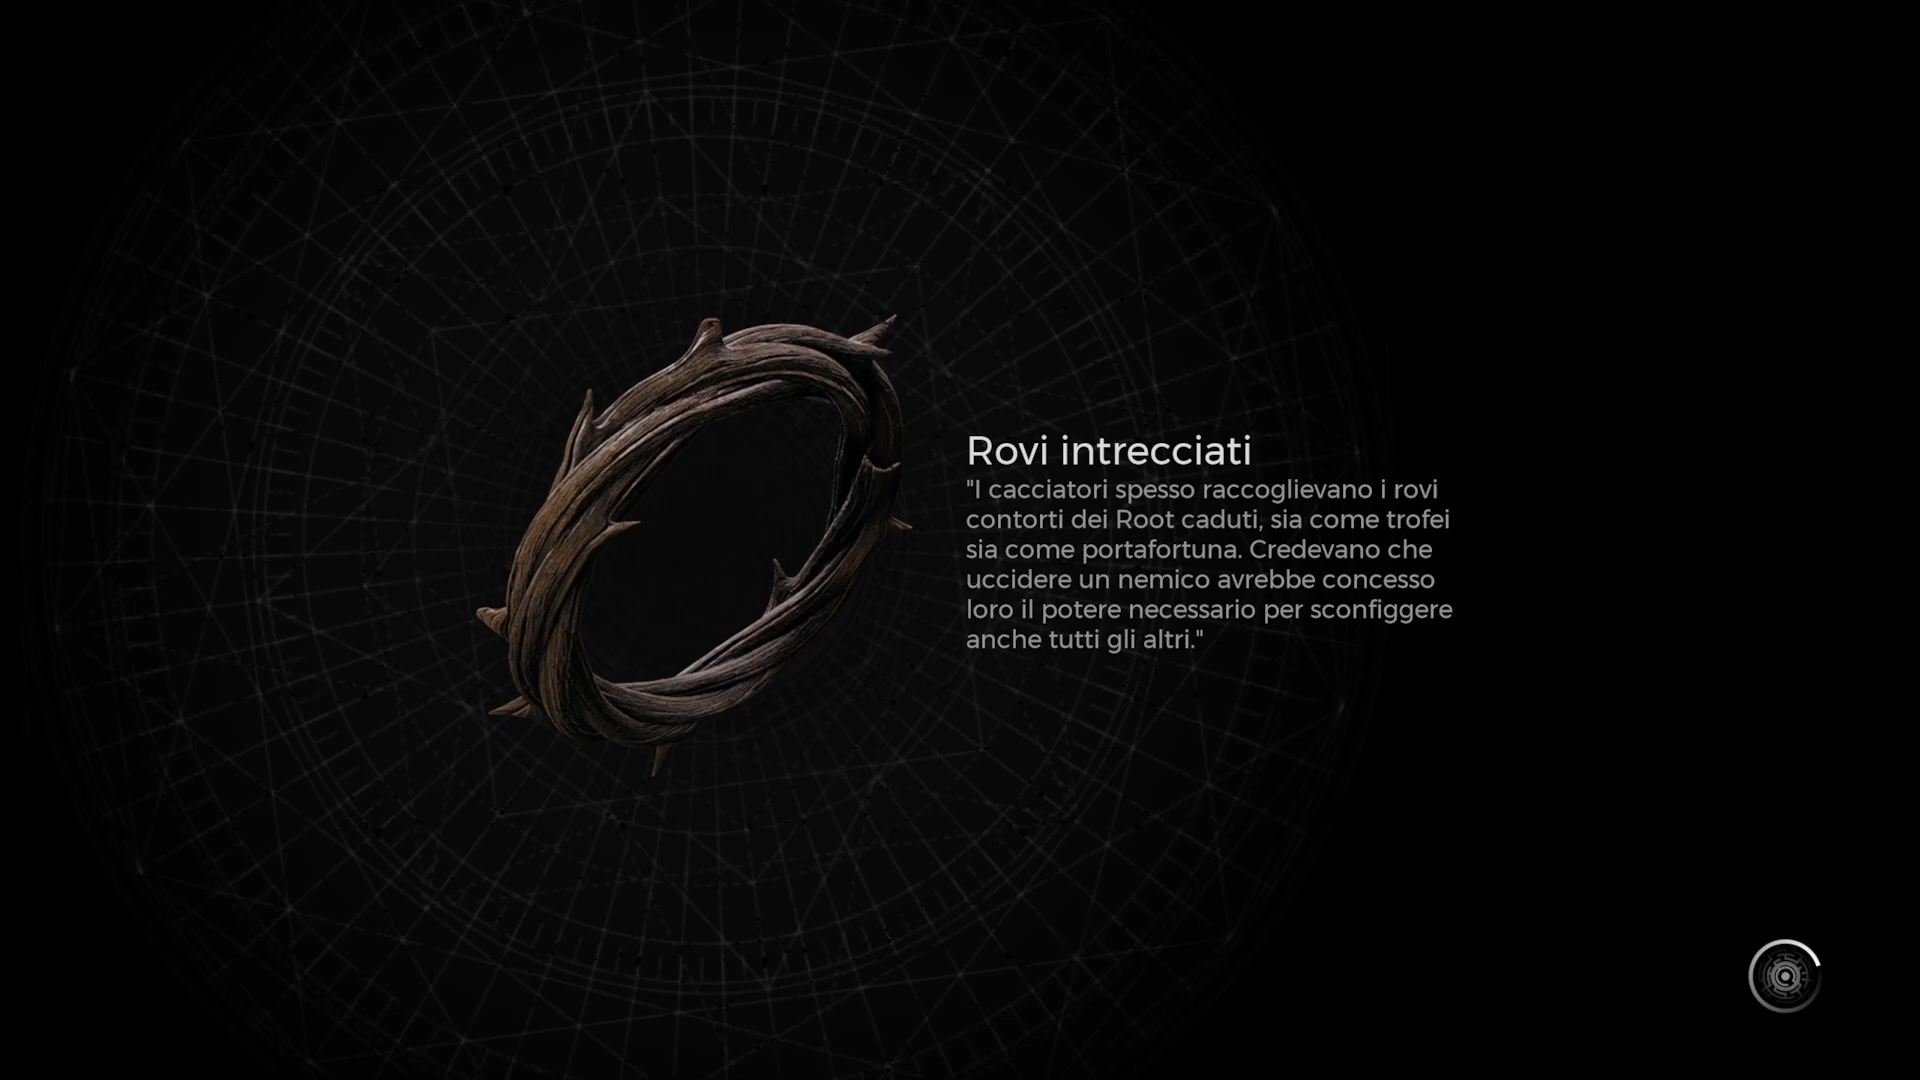 Rovi intrecciati
"I cacciatori spesso raccoglievano i rovi
contorti dei Root caduti, sia come trofei
sia come portafortuna. Credevano che
uccidere un nemico avrebbe concesso
loro il potere necessario per sconfiggere
anche tutti gli altri."